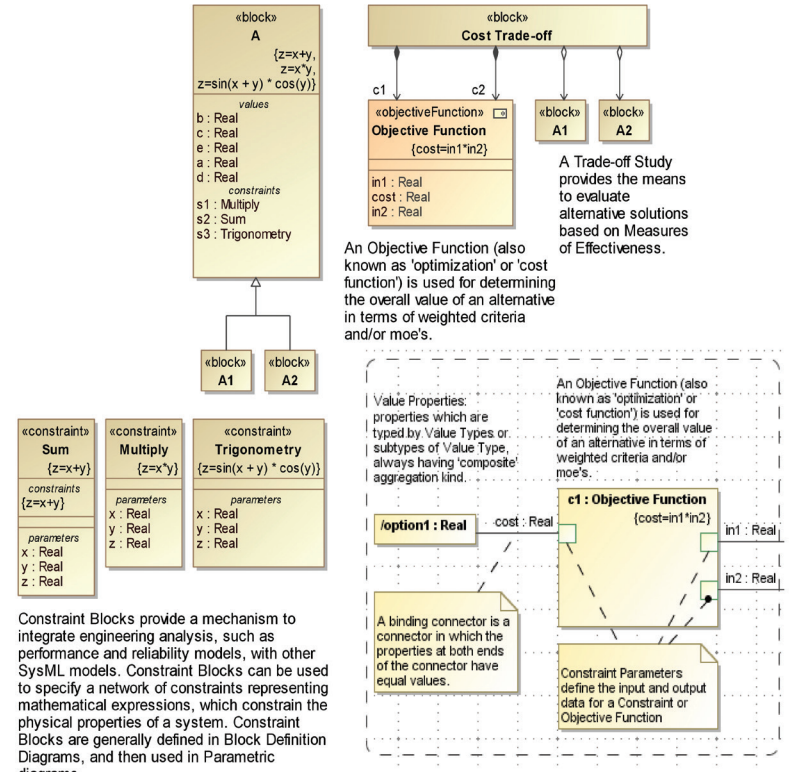 «block»
A
{z=x+y,
z=x*y,
z=sin(x + y) * cos(y)}
values
b : Real
c : Real
e : Real
a : Real
d : Real
constraints
s1 : Multiply
s2 : Sum
s3 : Trigonometry
«block»
A1
«block»
A2
«block»
Cost Trade-off
c1
c2
«objectiveFunction»
Objective Function
{cost=in1*in2}
in1 : Real
cost : Real
in2 : Real
«block»
A1
«block»
A2
A Trade-off Study
provides the means
to evaluate
alternative solutions
based on Measures
of Effectiveness.
An Objective Function (also
known as 'optimization' or 'cost
function') is used for determining
the overall value of an alternative
in terms of weighted criteria
and/or moe's.
«constraint»
Sum
{z=x+y}
constraints
{z=x+y}
parameters
x : Real
y : Real
z : Real
«constraint»
Multiply
{z=x*y}
parameters
x : Real
y : Real
z : Real
«constraint»
Trigonometry
{z=sin(x + y) * cos(y)}
parameters
x : Real
y : Real
z : Real
Constraint Blocks provide a mechanism to
integrate engineering analysis, such as
performance and reliability models, with other
SysML models. Constraint Blocks can be used
to specify a network of constraints representing
mathematical expressions, which constrain the
physical properties of a system. Constraint
Blocks are generally defined in Block Definition
Diagrams, and then used in Parametric
diagrams.
Value Properties:
properties which are
typed by Value Types or
subtypes of Value Type,
always having 'composite'
aggregation kind.
An Objective Function (also
known as 'optimization' or
'cost function') is used for
determining the overall value
of an alternative in terms of
weighted criteria and/or
moe's.
/option1 : Real
cost : Real
c1 : Objective Function
{cost=in1*in2}
in1 : Real
in2 : Real
A binding connector is a
connector in which the
properties at both ends
of the connector have
equal values.
Constraint Parameters
define the input and output
data for a Constraint or
Objective Function